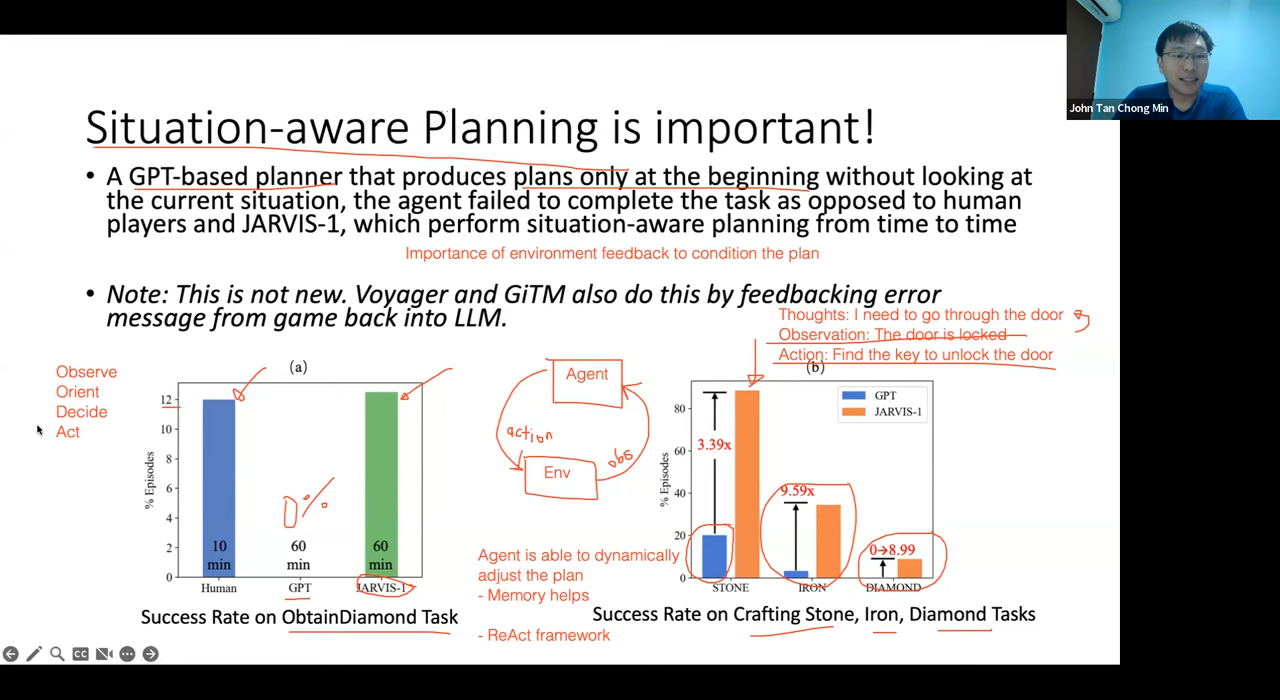 John Tan Chong Min
Situation-aware Planning is important!
• A GPT-based planner that produces plans only at the beginning without looking at
the current situation, the agent failed to complete the task as opposed to human
players and JARVIS-1, which perform situation-aware planning from time to time
Importance of environment feedback to condition the plan
• Note: This is not new. Voyager and GiTM also do this by feedbacking error
message from game back into LLM.
Thoughts: I need to go through the door
Observation: The door is locked
Action: Find the key to unlock the door
Observe
Orient
Decide
Act
(a)
% Episodes
12
10
8
6
4
2
0
0%
10
min
60
min
60
min
Human
GPT
JARVIS-1
Success Rate on ObtainDiamond Task
Agent
action
Env
obs
Agent is able to dynamically
adjust the plan
- Memory helps
- ReAct framework
(b)
GPT
JARVIS-1
% Episodes
80
60
40
20
0
3.39x
9.59x
0→8.99
STONE
IRON
DIAMOND
Success Rate on Crafting Stone, Iron, Diamond Tasks
CC